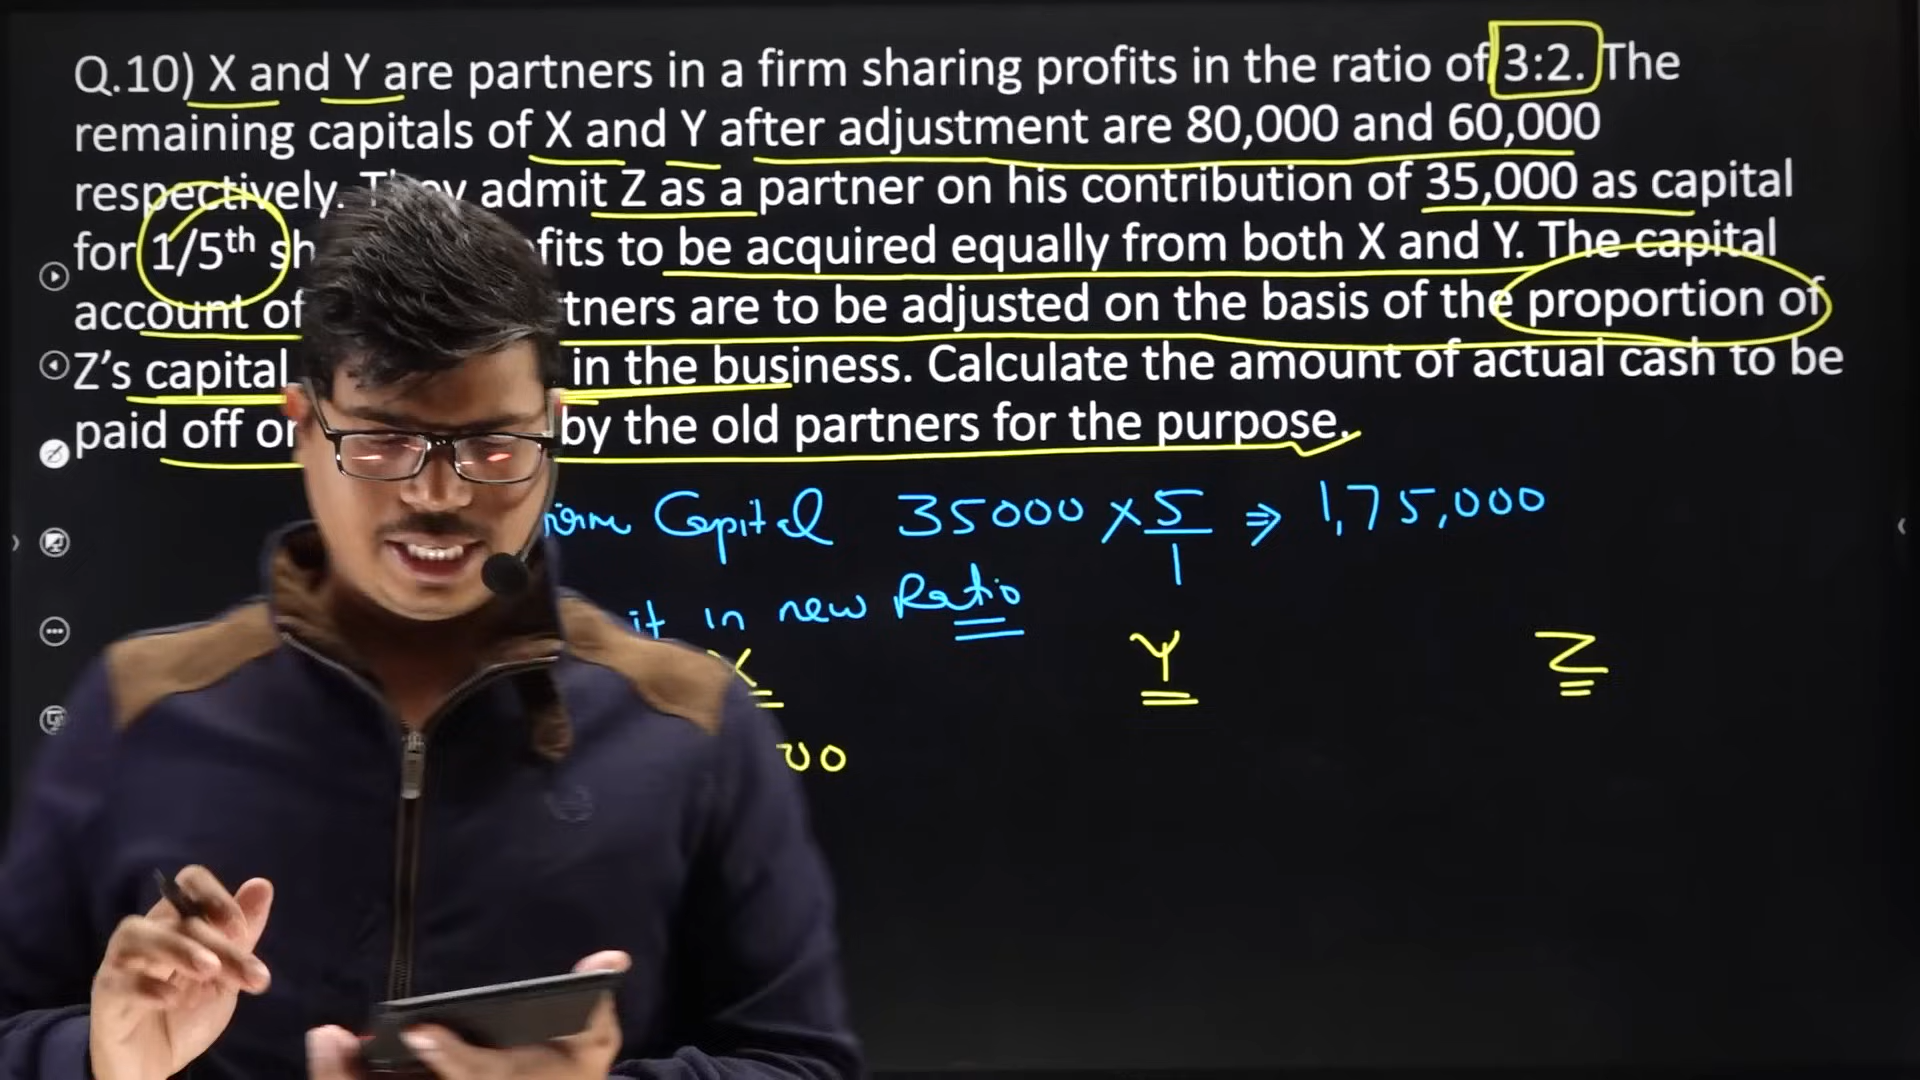 Q.10) X and Y are partners in a firm sharing profits in the ratio of 3:2. The
remaining capitals of X and Y after adjustment are 80,000 and 60,000
respectively. They admit Z as a partner on his contribution of 35,000 as capital
for 1/5th to be acquired equally from both X and Y. The capital
account of are to be adjusted on the basis of the proportion of
Z's capital in the business. Calculate the amount of actual cash to be
paid off by the old partners for the purpose.
Capital 35000 × 5/1 ⇒ 1,75,000
it in new Ratio
X Y Z
00